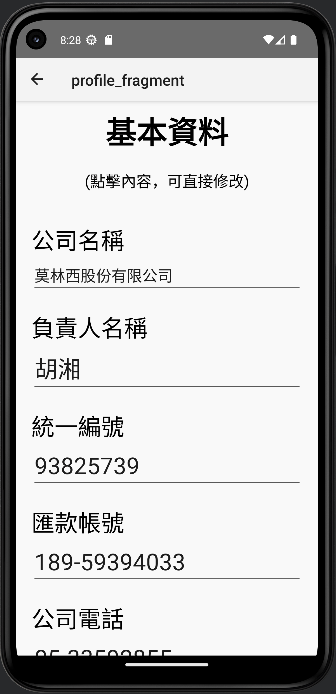 8:28
profile_fragment
基本資料
(點擊內容，可直接修改)
公司名稱
莫林西股份有限公司
負責人名稱
胡湘
統一編號
93825739
匯款帳號
189-59394033
公司電話